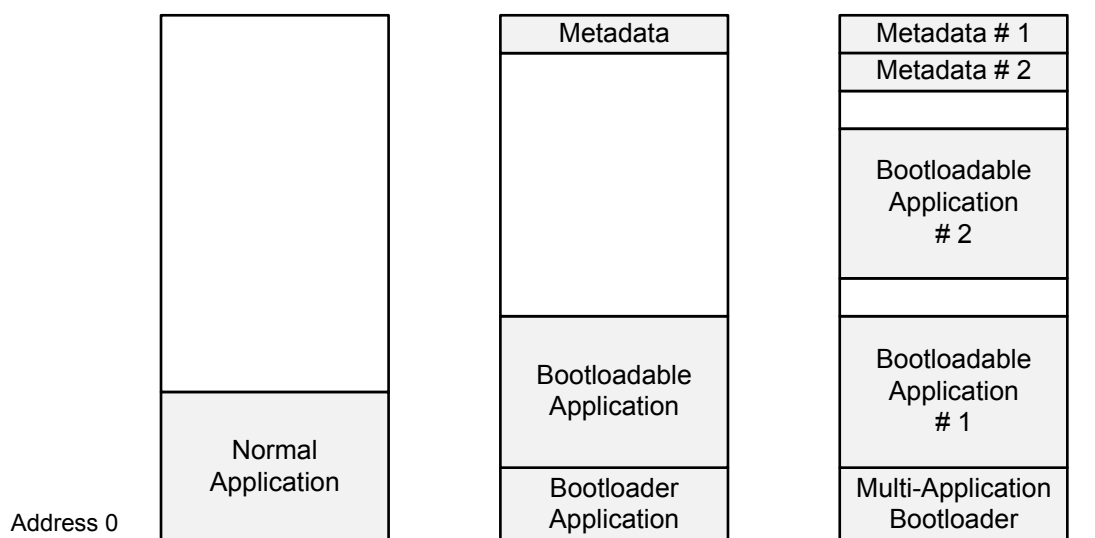 Metadata
Metadata # 1
Metadata # 2
Bootloadable
Application
# 2
Bootloadable
Application
Bootloadable
Application
# 1
Normal
Application
Bootloader
Application
Multi-Application
Bootloader
Address 0